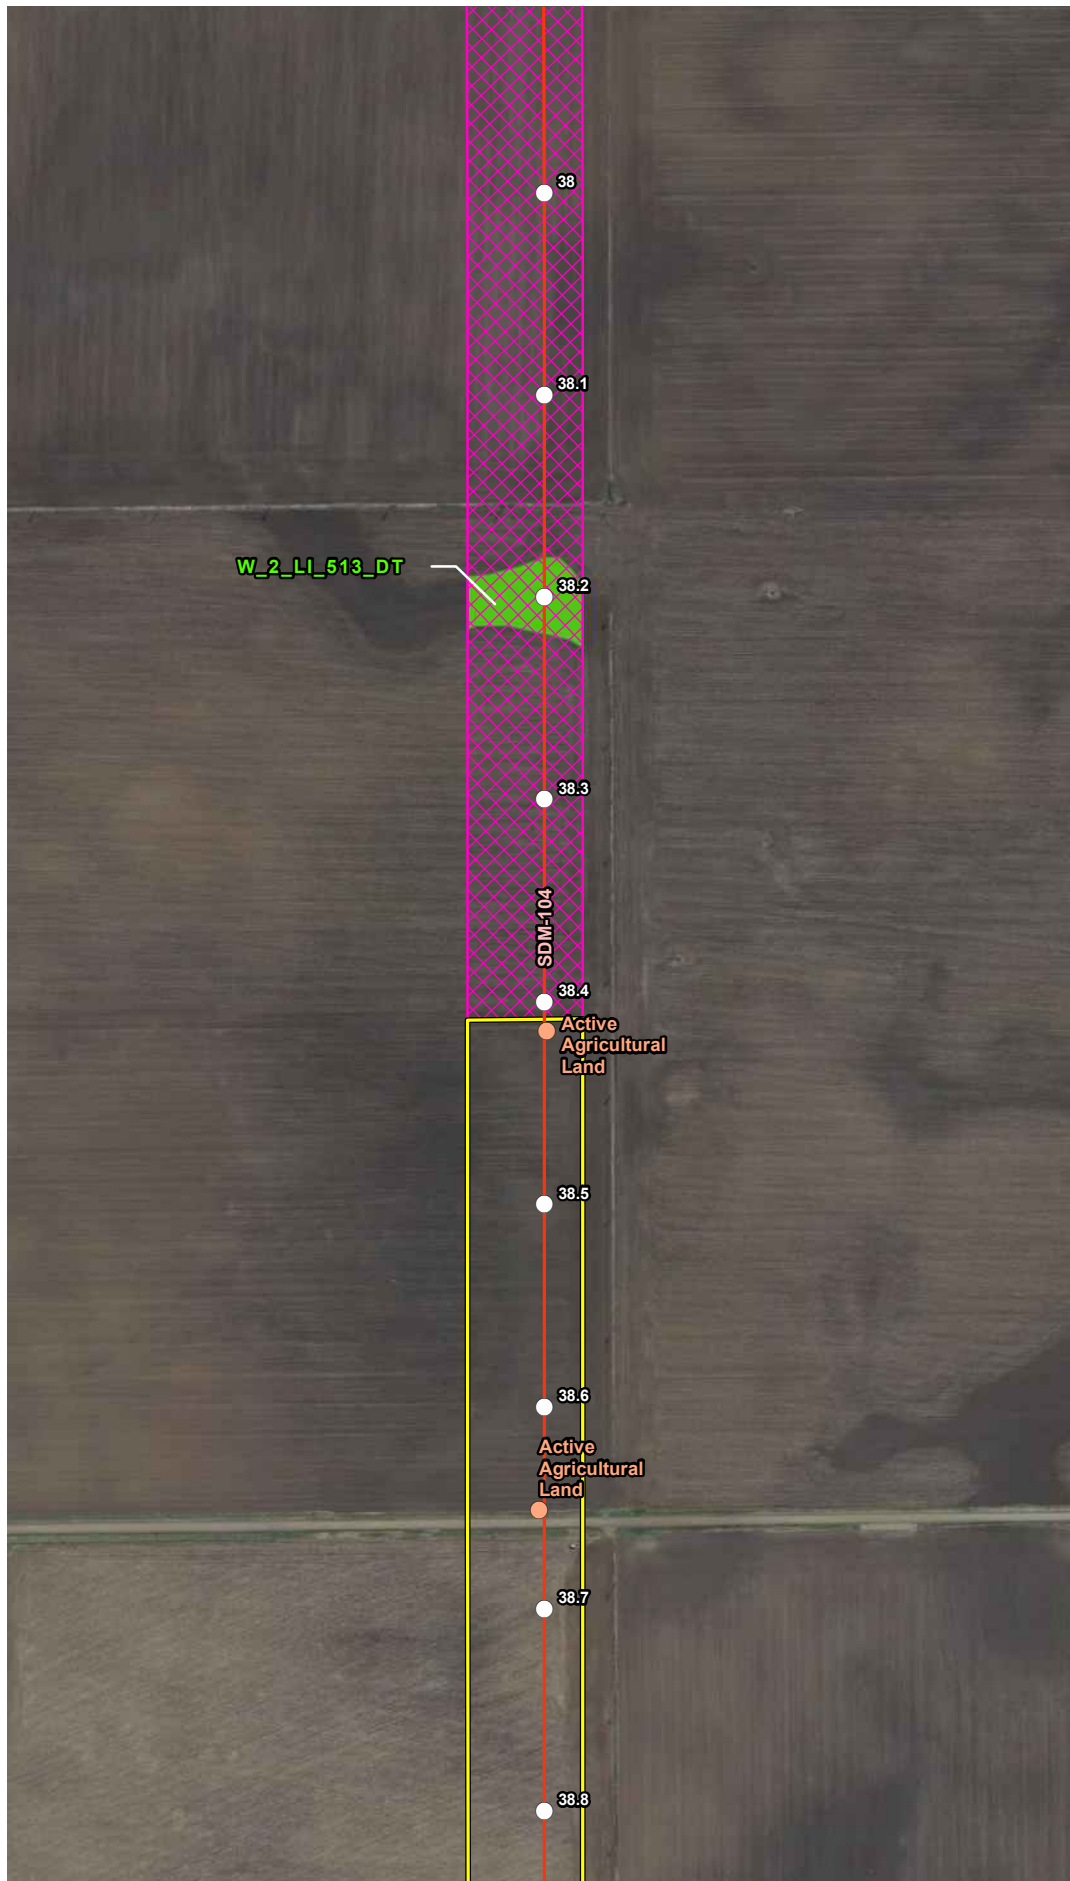 38
38.1
W_2_LI_513_DT
38.2
38.3
SDM-104
38.4
Active
Agricultural
Land
38.5
38.6
Active
Agricultural
Land
38.7
38.8